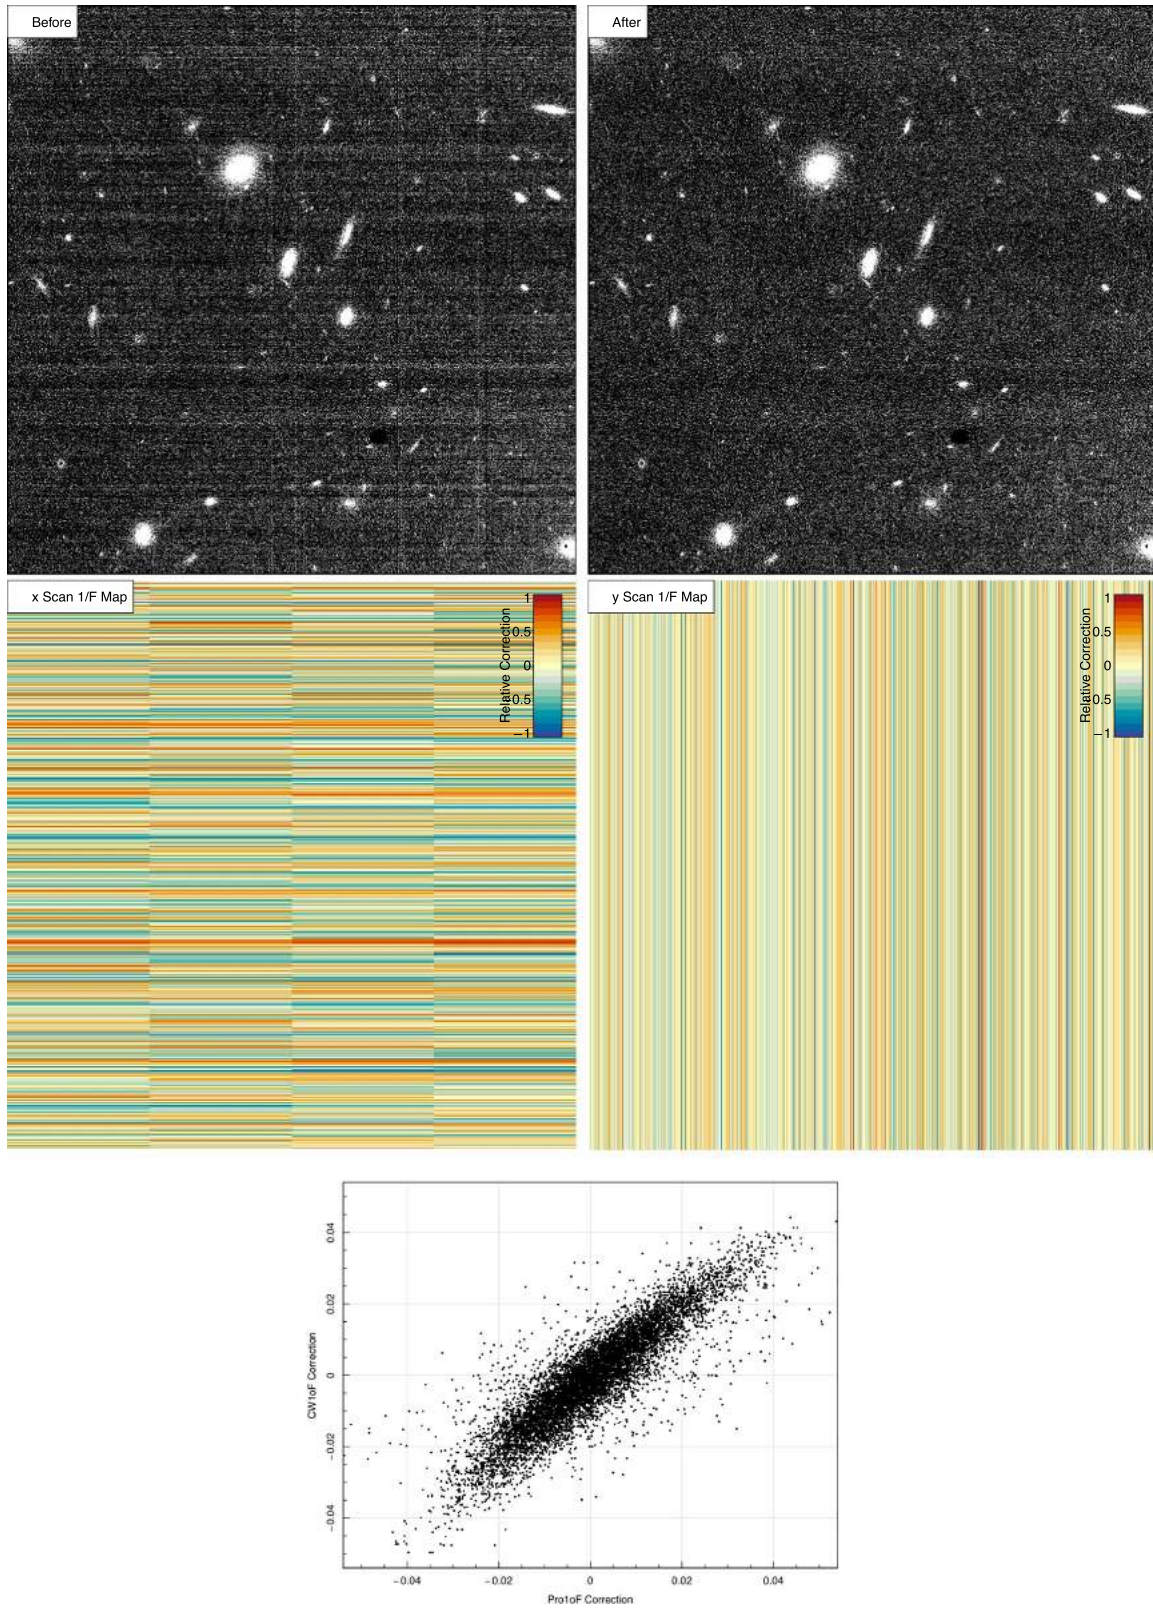 Before
After
x Scan 1/F Map
1
0.5
0
0.5
−1
Relative Correction
y Scan 1/F Map
1
0.5
0
0.5
−1
Relative Correction
0.04
0.02
0
−0.02
−0.04
CW1oF Correction
−0.04
−0.02
0
0.02
0.04
Pro1oF Correction